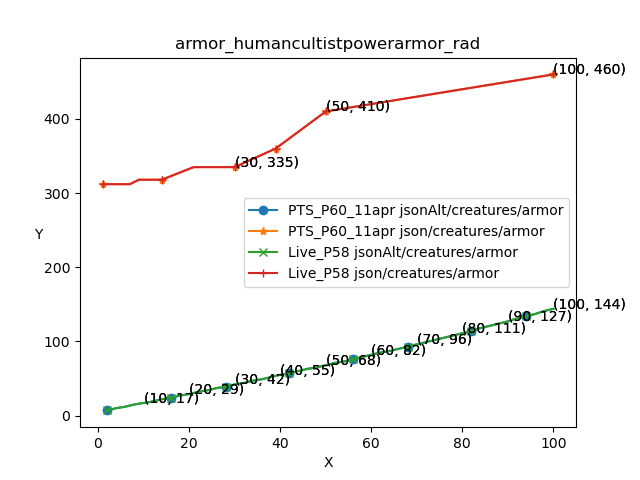 armor_humancultistpowerarmor_rad
(100, 460)
(50, 410)
(30, 335)
400
300
Y
200
100
0
PTS_P60_11apr jsonAlt/creatures/armor
PTS_P60_11apr json/creatures/armor
Live_P58 jsonAlt/creatures/armor
Live_P58 json/creatures/armor
(100, 144)
(90, 127)
(80, 111)
(70, 96)
(60, 82)
(50, 68)
(40, 55)
(30, 42)
(20, 29)
(10, 17)
0 20 40 60 80 100
X